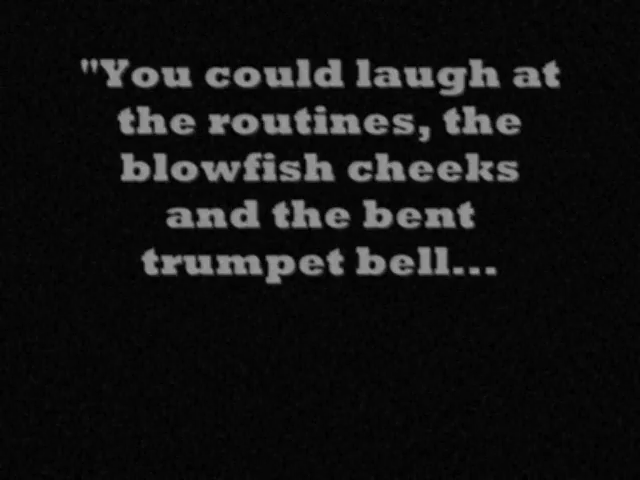 "You could laugh at
the routines, the
blowfish cheeks
and the bent
trumpet bell...